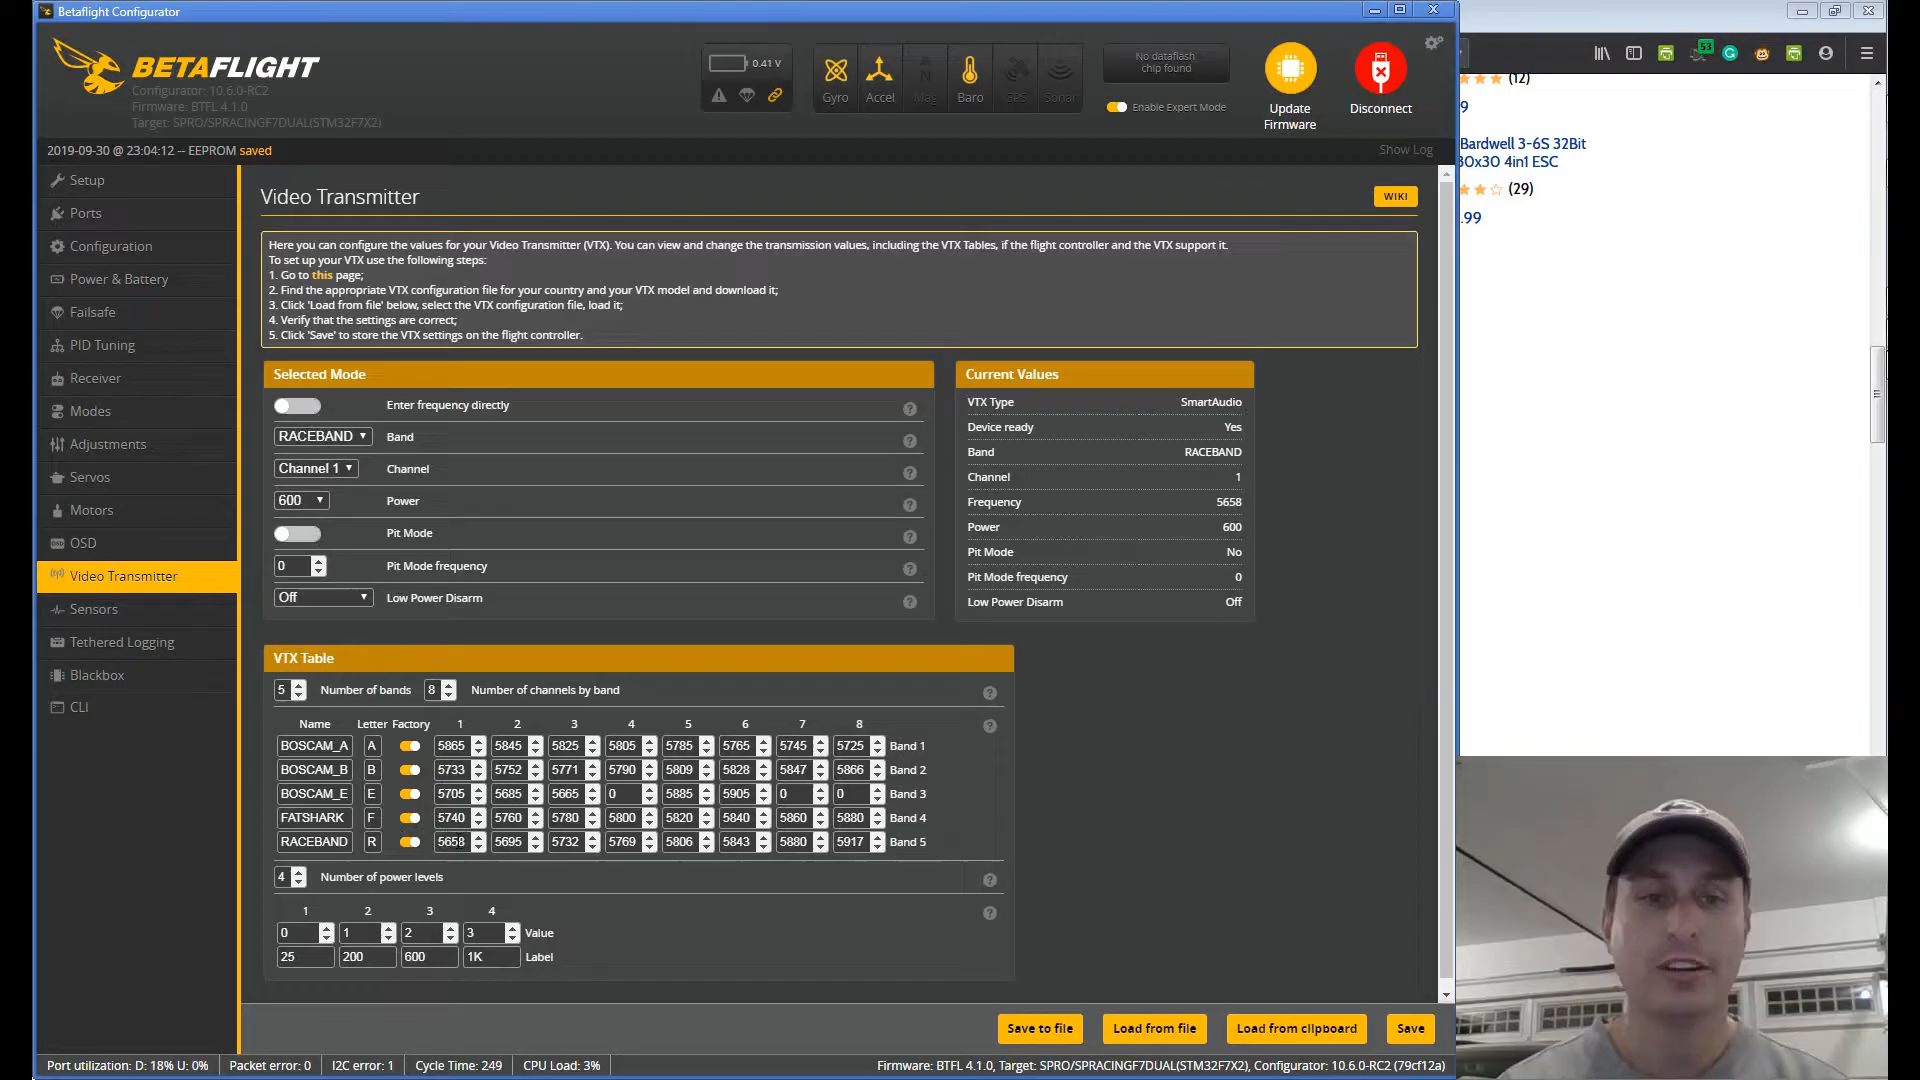 Betaflight Configurator
BETAFLIGHT
Configurator: 10.6.0-RC2
Firmware: BTFL 4.1.0
Target: SPRO/SPRACINGF7DUAL(STM32F7X2)
0.41 V
Gyro
Accel
Mag
Baro
GPS
Sonar
No dataflash
chip found
Enable Expert Mode
Update
Firmware
Disconnect
2019-09-30 @ 23:04:12 -- EEPROM saved
Show Log
Setup
Ports
Configuration
Power & Battery
Failsafe
PID Tuning
Receiver
Modes
Adjustments
Servos
Motors
OSD
Video Transmitter
Sensors
Tethered Logging
Blackbox
CLI
Video Transmitter
WIKI
Here you can configure the values for your Video Transmitter (VTX). You can view and change the transmission values, including the VTX Tables, if the flight controller and the VTX support it.
To set up your VTX use the following steps:
1. Go to this page;
2. Find the appropriate VTX configuration file for your country and your VTX model and download it;
3. Click 'Load from file' below, select the VTX configuration file, load it;
4. Verify that the settings are correct;
5. Click 'Save' to store the VTX settings on the flight controller.
Selected Mode
Enter frequency directly
RACEBAND Band
Channel 1 Channel
600 Power
Pit Mode
0 Pit Mode frequency
Off Low Power Disarm
Current Values
VTX Type SmartAudio
Device ready Yes
Band RACEBAND
Channel 1
Frequency 5658
Power 600
Pit Mode No
Pit Mode frequency 0
Low Power Disarm Off
VTX Table
5 Number of bands 8 Number of channels by band
Name Letter Factory 1 2 3 4 5 6 7 8
BOSCAM_A A 5865 5845 5825 5805 5785 5765 5745 5725 Band 1
BOSCAM_B B 5733 5752 5771 5790 5809 5828 5847 5866 Band 2
BOSCAM_E E 5705 5685 5665 0 5885 5905 0 0 Band 3
FATSHARK F 5740 5760 5780 5800 5820 5840 5860 5880 Band 4
RACEBAND R 5658 5695 5732 5769 5806 5843 5880 5917 Band 5
4 Number of power levels
1 2 3 4
0 1 2 3 Value
25 200 600 1K Label
Save to file
Load from file
Load from clipboard
Save
Port utilization: D: 18% U: 0%
Packet error: 0
I2C error: 1
Cycle Time: 249
CPU Load: 3%
Firmware: BTFL 4.1.0, Target: SPRO/SPRACINGF7DUAL(STM32F7X2), Configurator: 10.6.0-RC2 (79cf12a)
53
(12)
9
Bardwell 3-6S 32Bit
30x30 4in1 ESC
(29)
.99